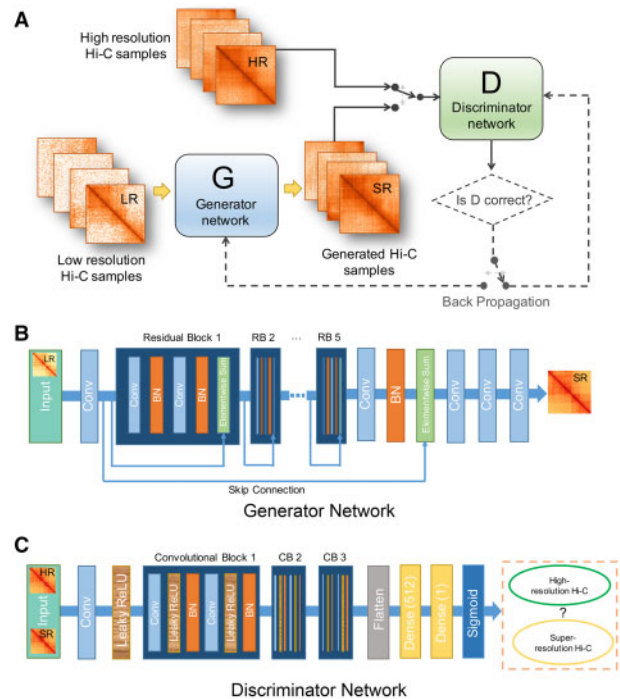 A
High resolution
Hi-C samples
HR
D
Discriminator
network
LR
G
Generator
network
SR
Is D correct?
Low resolution
Hi-C samples
Generated Hi-C
samples
Back Propagation
B
Residual Block 1
RB 2
...
RB 5
LR
Input
Conv
Conv
BN
Conv
BN
Elementwise Sum
Conv
BN
Elementwise Sum
Conv
Conv
Conv
SR
Skip Connection
Generator Network
C
Convolutional Block 1
CB 2
CB 3
HR
Input
SR
Conv
Leaky ReLU
Conv
Leaky ReLU
BN
Conv
Leaky ReLU
BN
Flatten
Dense (512)
Dense (1)
Sigmoid
High-
resolution Hi-C
?
Super-
resolution Hi-C
Discriminator Network